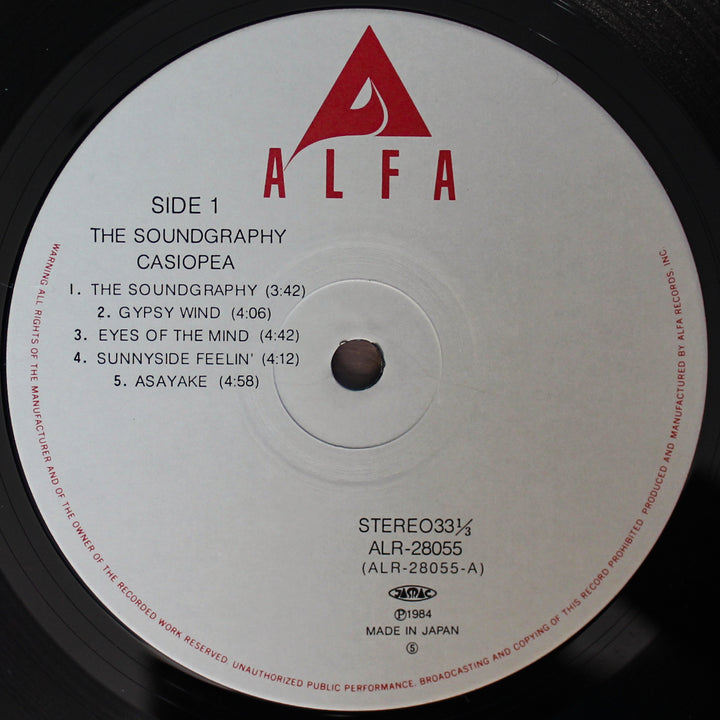 ALFA
SIDE 1
THE SOUNDGRAPHY
CASIOPEA
1. THE SOUNDGRAPHY (3:42)
2. GYPSY WIND (4:06)
3. EYES OF THE MIND (4:42)
4. SUNNYSIDE FEELIN' (4:12)
5. ASAYAKE (4:58)
STEREO33⅓
ALR-28055
(ALR-28055-A)
JASRAC
Ⓟ1984
MADE IN JAPAN
⑤
WARNING ALL RIGHTS OF THE MANUFACTURER AND OF THE OWNER OF THE RECORDED WORK RESERVED. UNAUTHORIZED PUBLIC PERFORMANCE. BROADCASTING AND COPYING OF THIS RECORD PROHIBITED. PRODUCED AND MANUFACTURED BY ALFA RECORDS, INC.